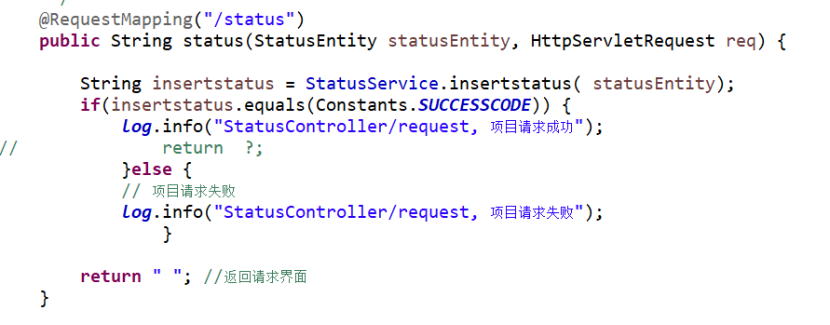 @RequestMapping("/status")
public String status(StatusEntity statusEntity, HttpServletRequest req) {
String insertstatus = StatusService.insertstatus( statusEntity);
if(insertstatus.equals(Constants.SUCCESSCODE)) {
log.info("StatusController/request, 项目请求成功");
// return ?;
}else {
// 项目请求失败
log.info("StatusController/request, 项目请求失败");
}
return " "; //返回请求界面
}